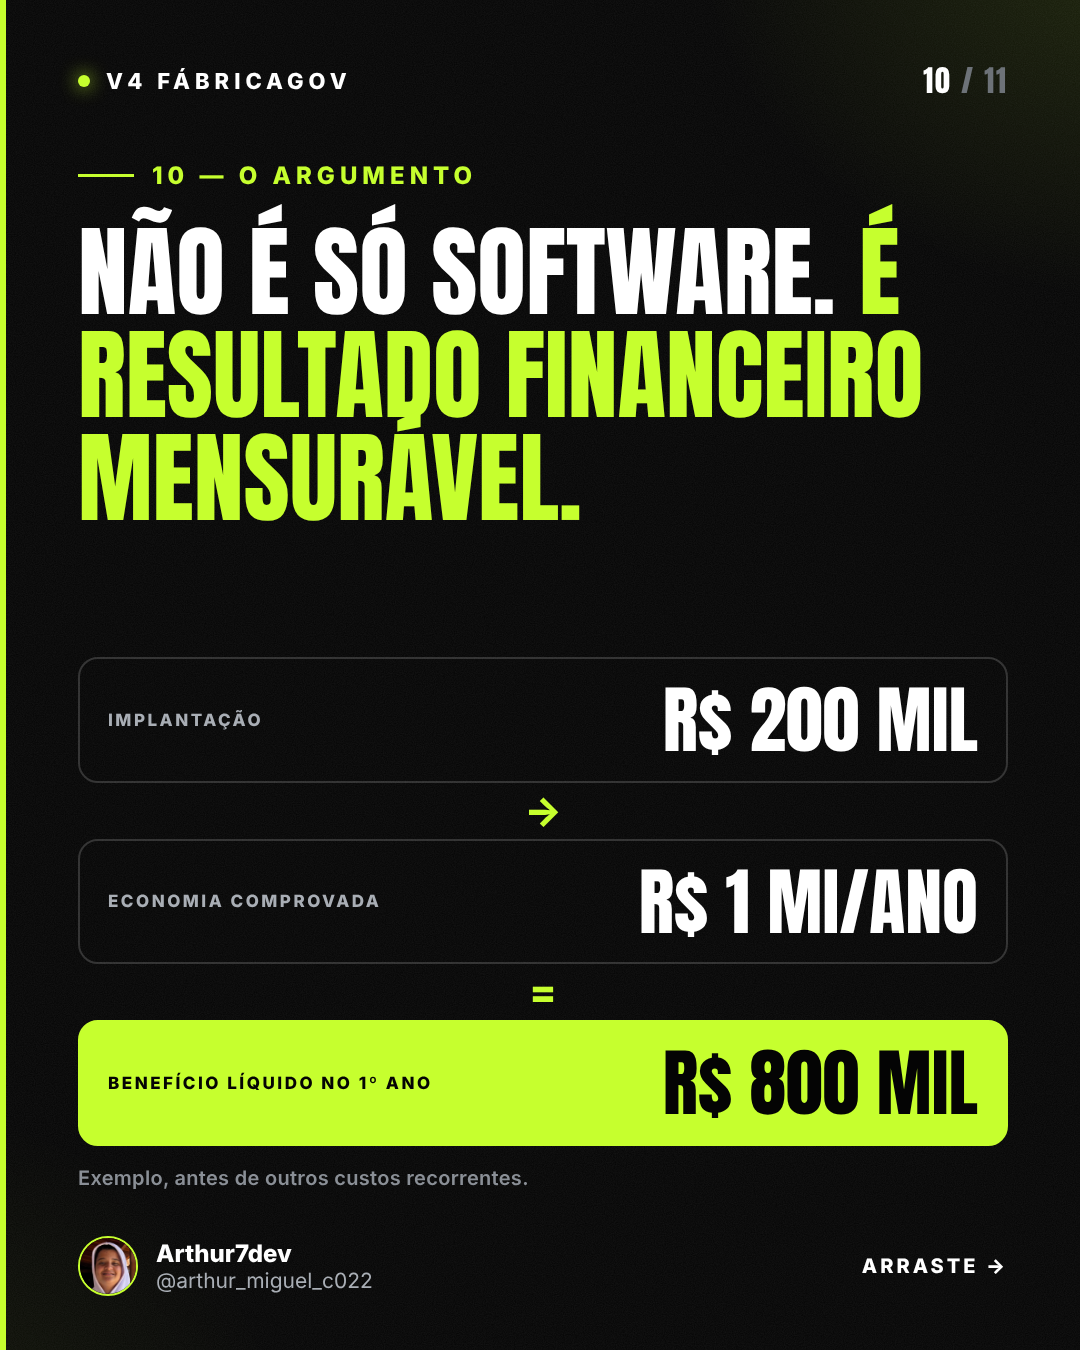 V4 FÁBRICAGOV
10 / 11
10 — O ARGUMENTO
NÃO É SÓ SOFTWARE. É
RESULTADO FINANCEIRO
MENSURÁVEL.
IMPLANTAÇÃO
R$ 200 MIL
→
ECONOMIA COMPROVADA
R$ 1 MI/ANO
=
BENEFÍCIO LÍQUIDO NO 1º ANO
R$ 800 MIL
Exemplo, antes de outros custos recorrentes.
Arthur7dev
@arthur_miguel_c022
ARRASTE →